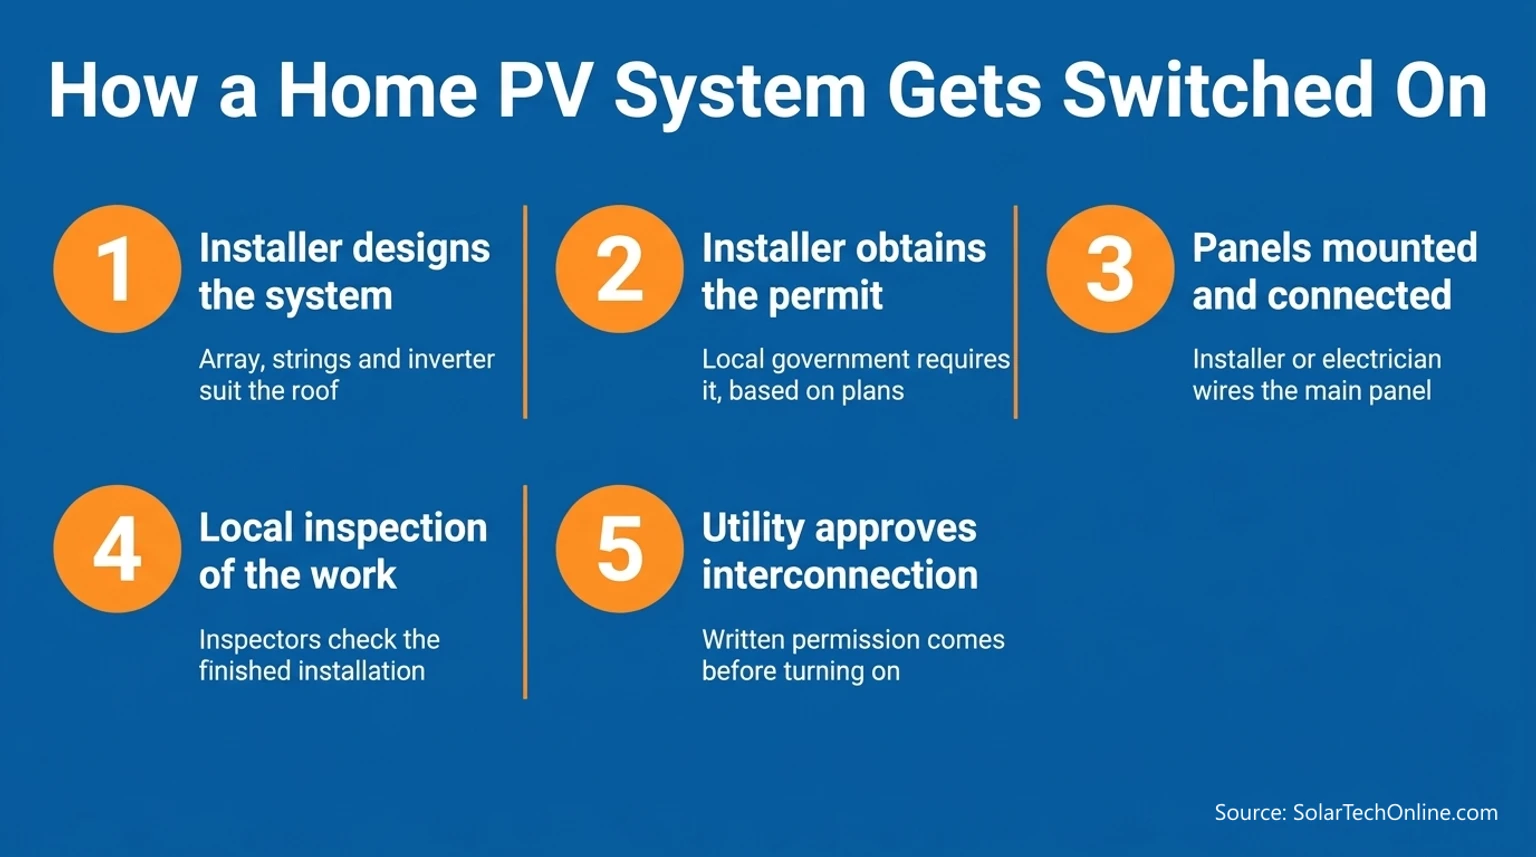 How a Home PV System Gets Switched On
1
Installer designs
the system
Array, strings and inverter
suit the roof
2
Installer obtains
the permit
Local government requires
it, based on plans
3
Panels mounted
and connected
Installer or electrician
wires the main panel
4
Local inspection
of the work
Inspectors check the
finished installation
5
Utility approves
interconnection
Written permission comes
before turning on
Source: SolarTechOnline.com